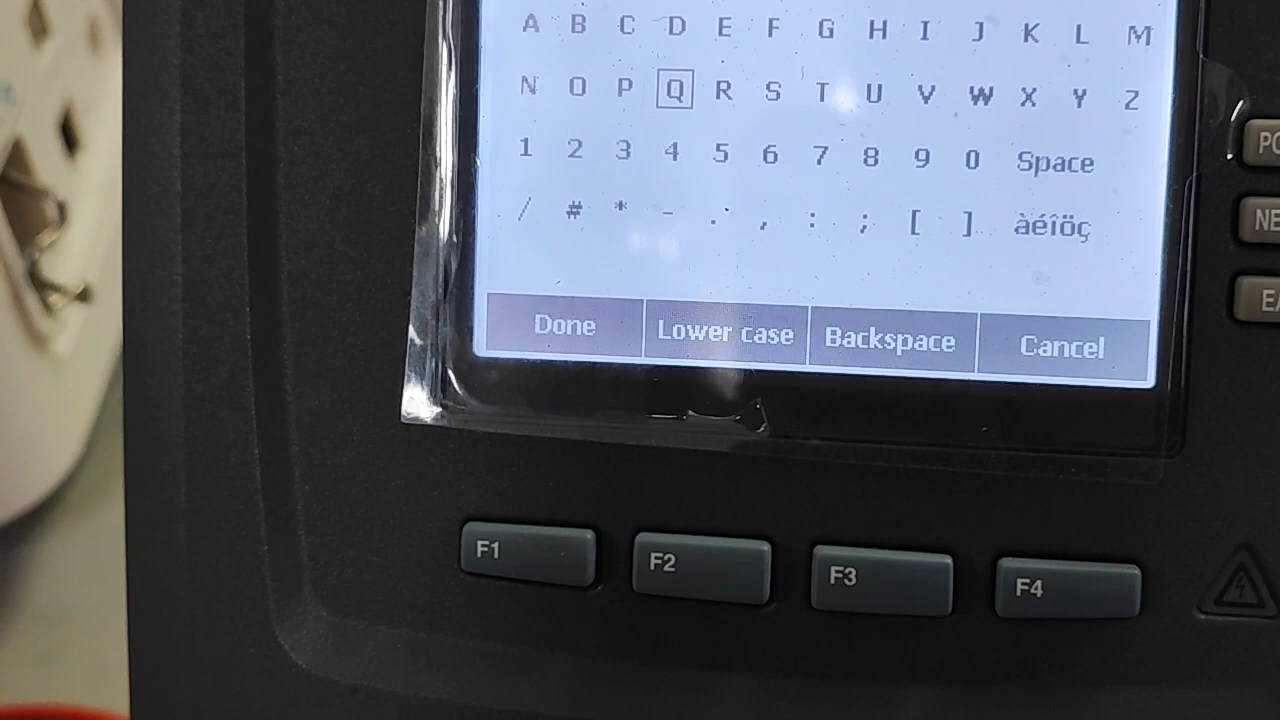 A B C D E F G H I J K L M
N O P Q R S T U V W X Y Z
1 2 3 4 5 6 7 8 9 0 Space
/ # * - . , : ; [ ] àéîöç
Done Lower case Backspace Cancel
F1 F2 F3 F4